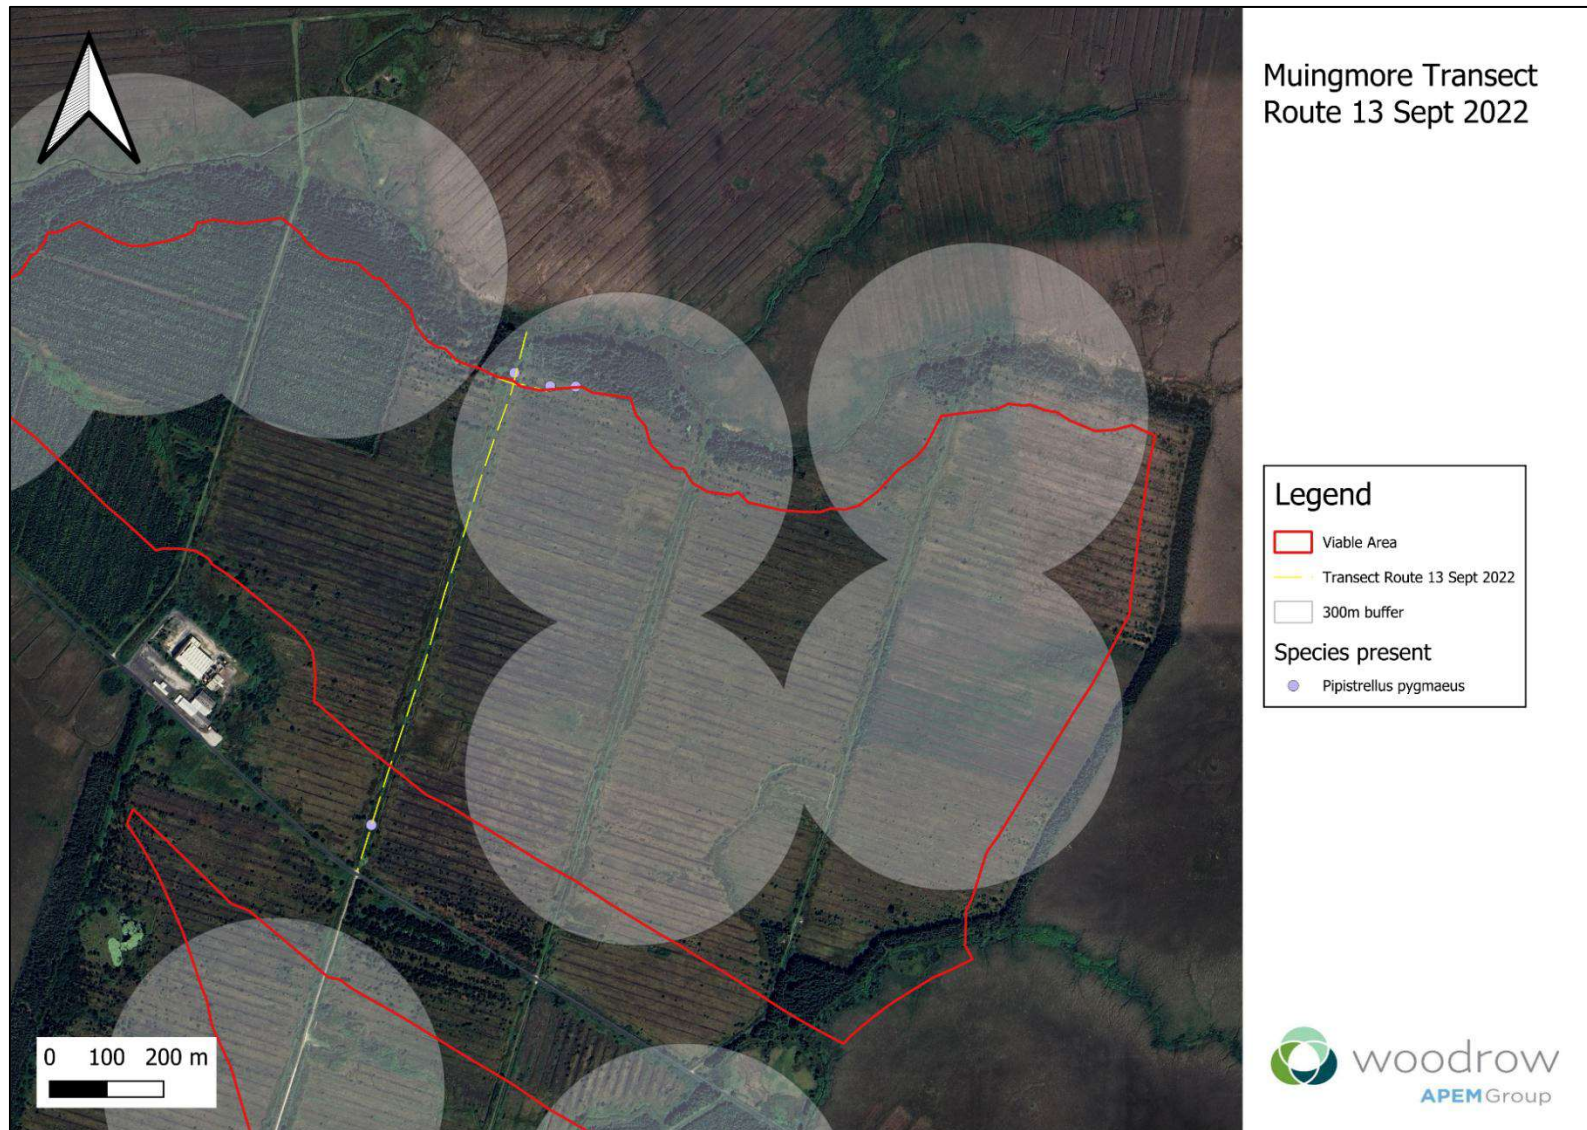 Muingmore Transect
Route 13 Sept 2022
Legend
Viable Area
Transect Route 13 Sept 2022
300m buffer
Species present
Pipistrellus pygmaeus
0 100 200 m
woodrow
APEMGroup